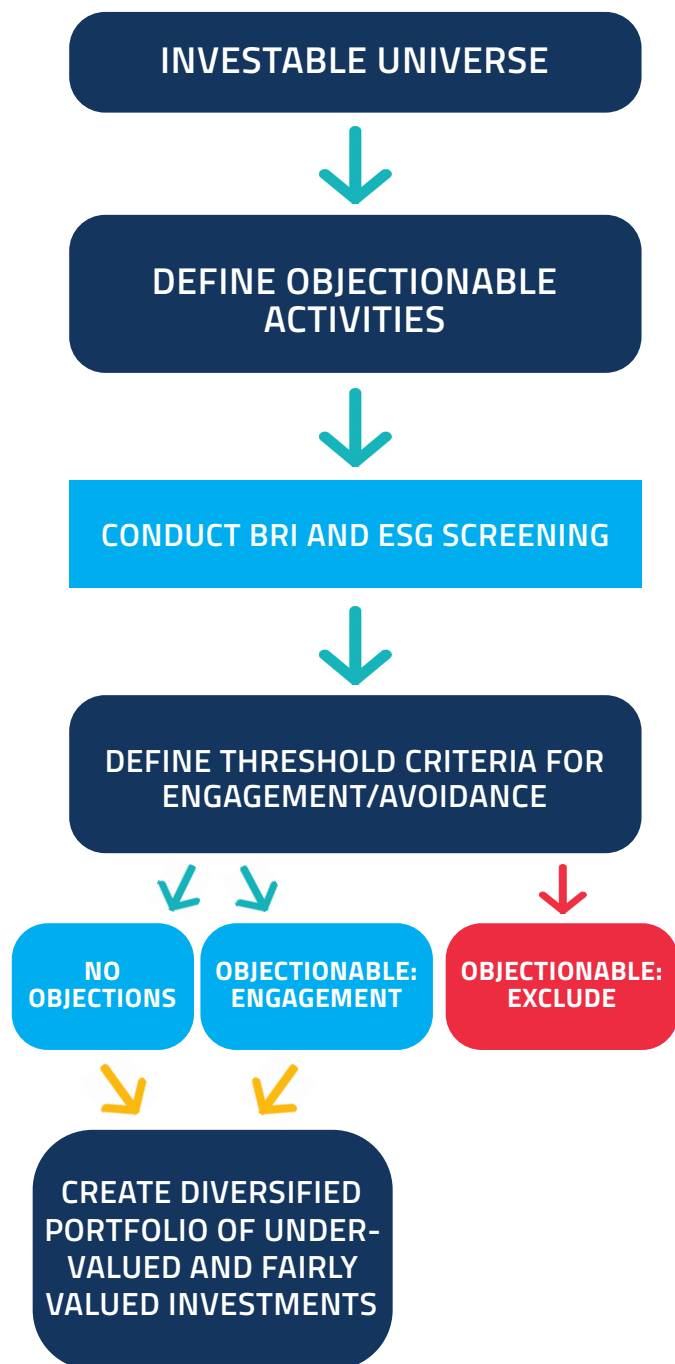 INVESTABLE UNIVERSE
DEFINE OBJECTIONABLE
ACTIVITIES
CONDUCT BRI AND ESG SCREENING
DEFINE THRESHOLD CRITERIA FOR
ENGAGEMENT/AVOIDANCE
NO
OBJECTIONS
OBJECTIONABLE:
ENGAGEMENT
OBJECTIONABLE:
EXCLUDE
CREATE DIVERSIFIED
PORTFOLIO OF UNDER-
VALUED AND FAIRLY
VALUED INVESTMENTS